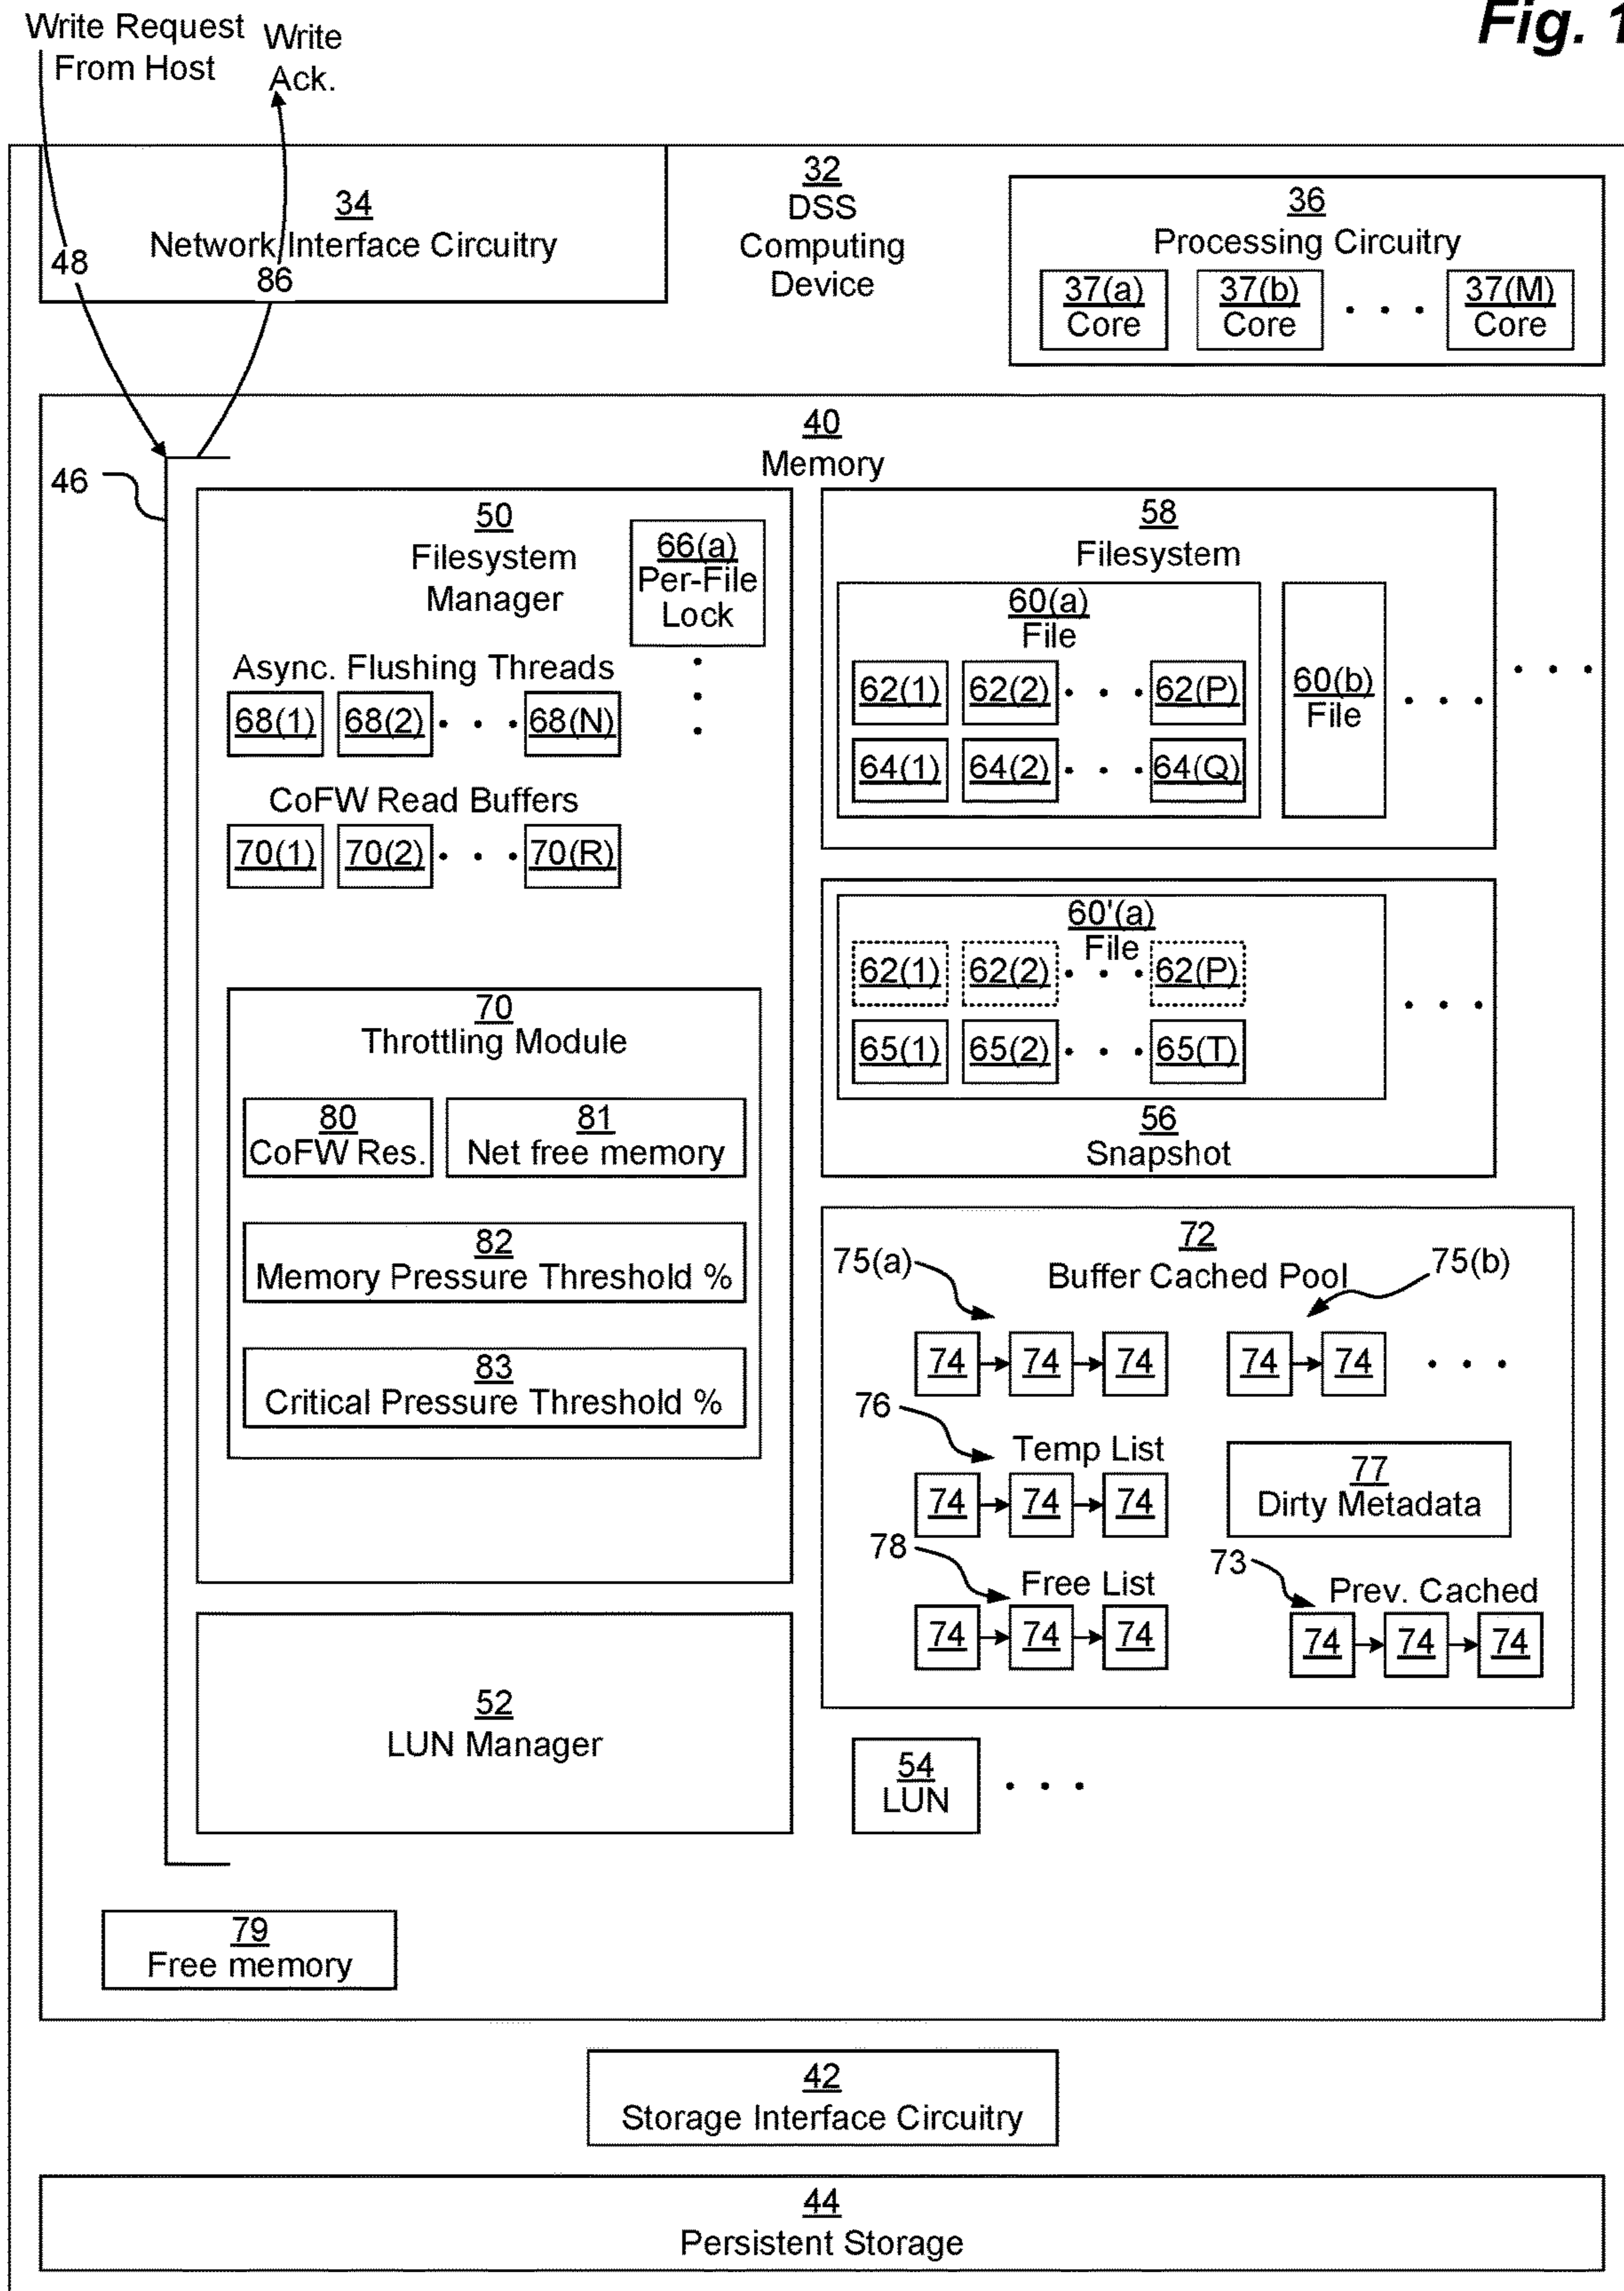 Fig. 1
Write Request
From Host
Write
Ack.
34
Network Interface Circuitry
48
86
32
DSS
Computing
Device
36
Processing Circuitry
37(a)
Core
37(b)
Core
. . .
37(M)
Core
40
Memory
46
50
Filesystem
Manager
66(a)
Per-File
Lock
Async. Flushing Threads
68(1) 68(2) . . . 68(N)
CoFW Read Buffers
70(1) 70(2) . . . 70(R)
70
Throttling Module
80
CoFW Res.
81
Net free memory
82
Memory Pressure Threshold %
83
Critical Pressure Threshold %
52
LUN Manager
58
Filesystem
60(a)
File
62(1) 62(2) . . . 62(P)
64(1) 64(2) . . . 64(Q)
60(b)
File
. . .
. . .
60'(a)
File
62(1) 62(2) . . . 62(P)
65(1) 65(2) . . . 65(T)
. . .
56
Snapshot
72
Buffer Cached Pool
75(a)
75(b)
74 74 74
74 74 . . .
76
Temp List
74 74 74
77
Dirty Metadata
78
Free List
74 74 74
73
Prev. Cached
74 74 74
54
LUN
. . .
79
Free memory
42
Storage Interface Circuitry
44
Persistent Storage